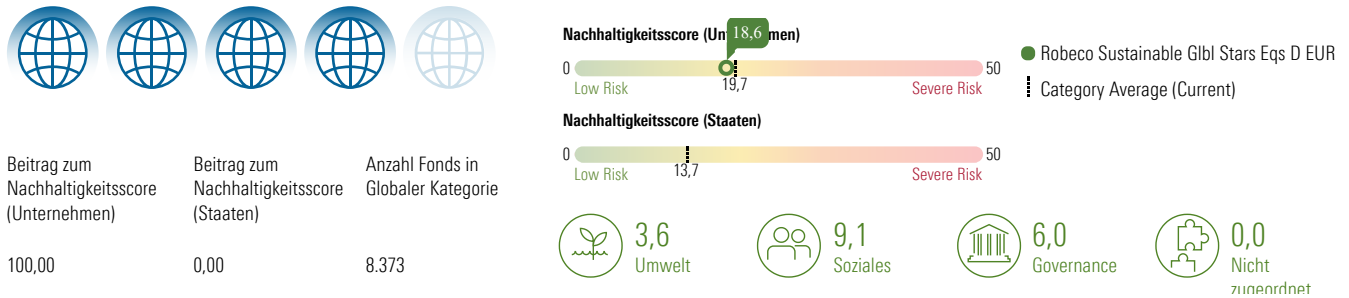 Beitrag zum
Nachhaltigkeitsscore
(Unternehmen)
100,00
Beitrag zum
Nachhaltigkeitsscore
(Staaten)
0,00
Anzahl Fonds in
Globaler Kategorie
8.373
Nachhaltigkeitsscore (Un men)
18,6
0
50
Low Risk
19,7
Severe Risk
Nachhaltigkeitsscore (Staaten)
0
50
Low Risk
13,7
Severe Risk
Robeco Sustainable Glbl Stars Eqs D EUR
Category Average (Current)
3,6
Umwelt
9,1
Soziales
6,0
Governance
0,0
Nicht
zugeordnet